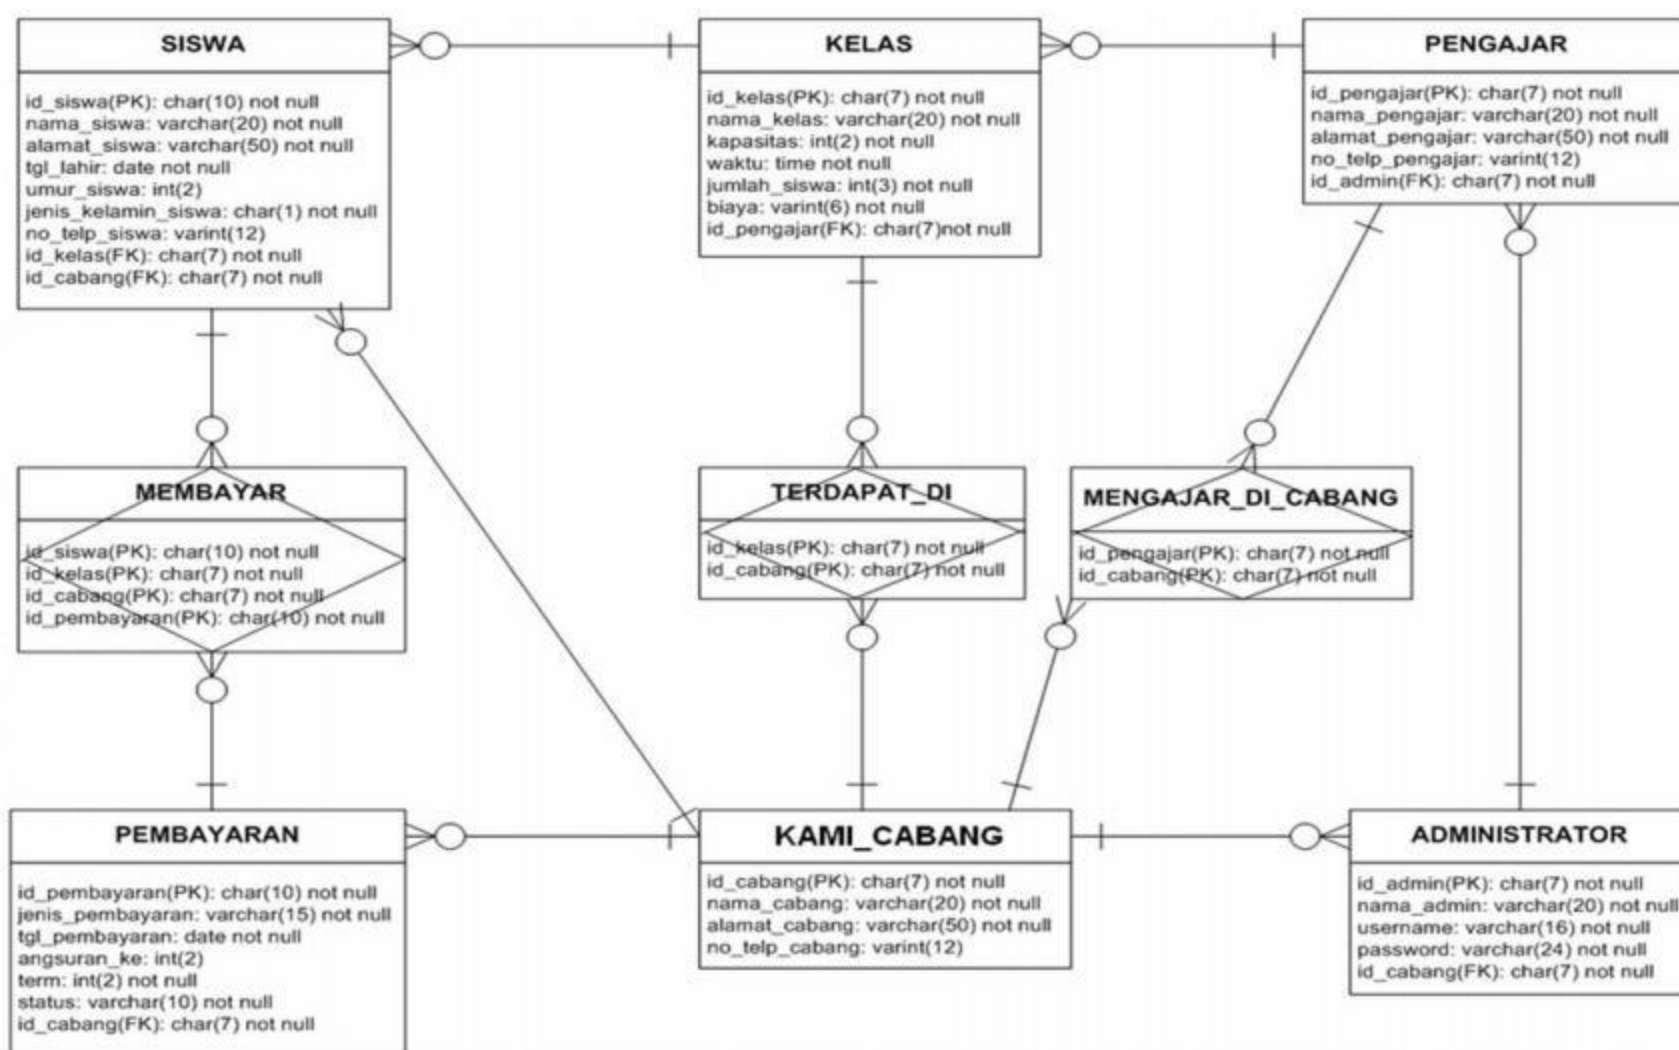 SISWA
id_siswa(PK): char(10) not null
nama_siswa: varchar(20) not null
alamat_siswa: varchar(50) not null
tgl_lahir: date not null
umur_siswa: int(2)
jenis_kelamin_siswa: char(1) not null
no_telp_siswa: varint(12)
id_kelas(FK): char(7) not null
id_cabang(FK): char(7) not null
KELAS
id_kelas(PK): char(7) not null
nama_kelas: varchar(20) not null
kapasitas: int(2) not null
waktu: time not null
jumlah_siswa: int(3) not null
biaya: varint(6) not null
id_pengajar(FK): char(7)not null
PENGAJAR
id_pengajar(PK): char(7) not null
nama_pengajar: varchar(20) not null
alamat_pengajar: varchar(50) not null
no_telp_pengajar: varint(12)
id_admin(FK): char(7) not null
MEMBAYAR
id_siswa(PK): char(10) not null
id_kelas(PK): char(7) not null
id_cabang(PK): char(7) not null
id_pembayaran(PK): char(10) not null
TERDAPAT_DI
id_kelas(PK): char(7) not null
id_cabang(PK): char(7) not null
MENGAJAR_DI_CABANG
id_pengajar(PK): char(7) not null
id_cabang(PK): char(7) not null
PEMBAYARAN
id_pembayaran(PK): char(10) not null
jenis_pembayaran: varchar(15) not null
tgl_pembayaran: date not null
angsuran_ke: int(2)
term: int(2) not null
status: varchar(10) not null
id_cabang(FK): char(7) not null
KAMI_CABANG
id_cabang(PK): char(7) not null
nama_cabang: varchar(20) not null
alamat_cabang: varchar(50) not null
no_telp_cabang: varint(12)
ADMINISTRATOR
id_admin(PK): char(7) not null
nama_admin: varchar(20) not null
username: varchar(16) not null
password: varchar(24) not null
id_cabang(FK): char(7) not null